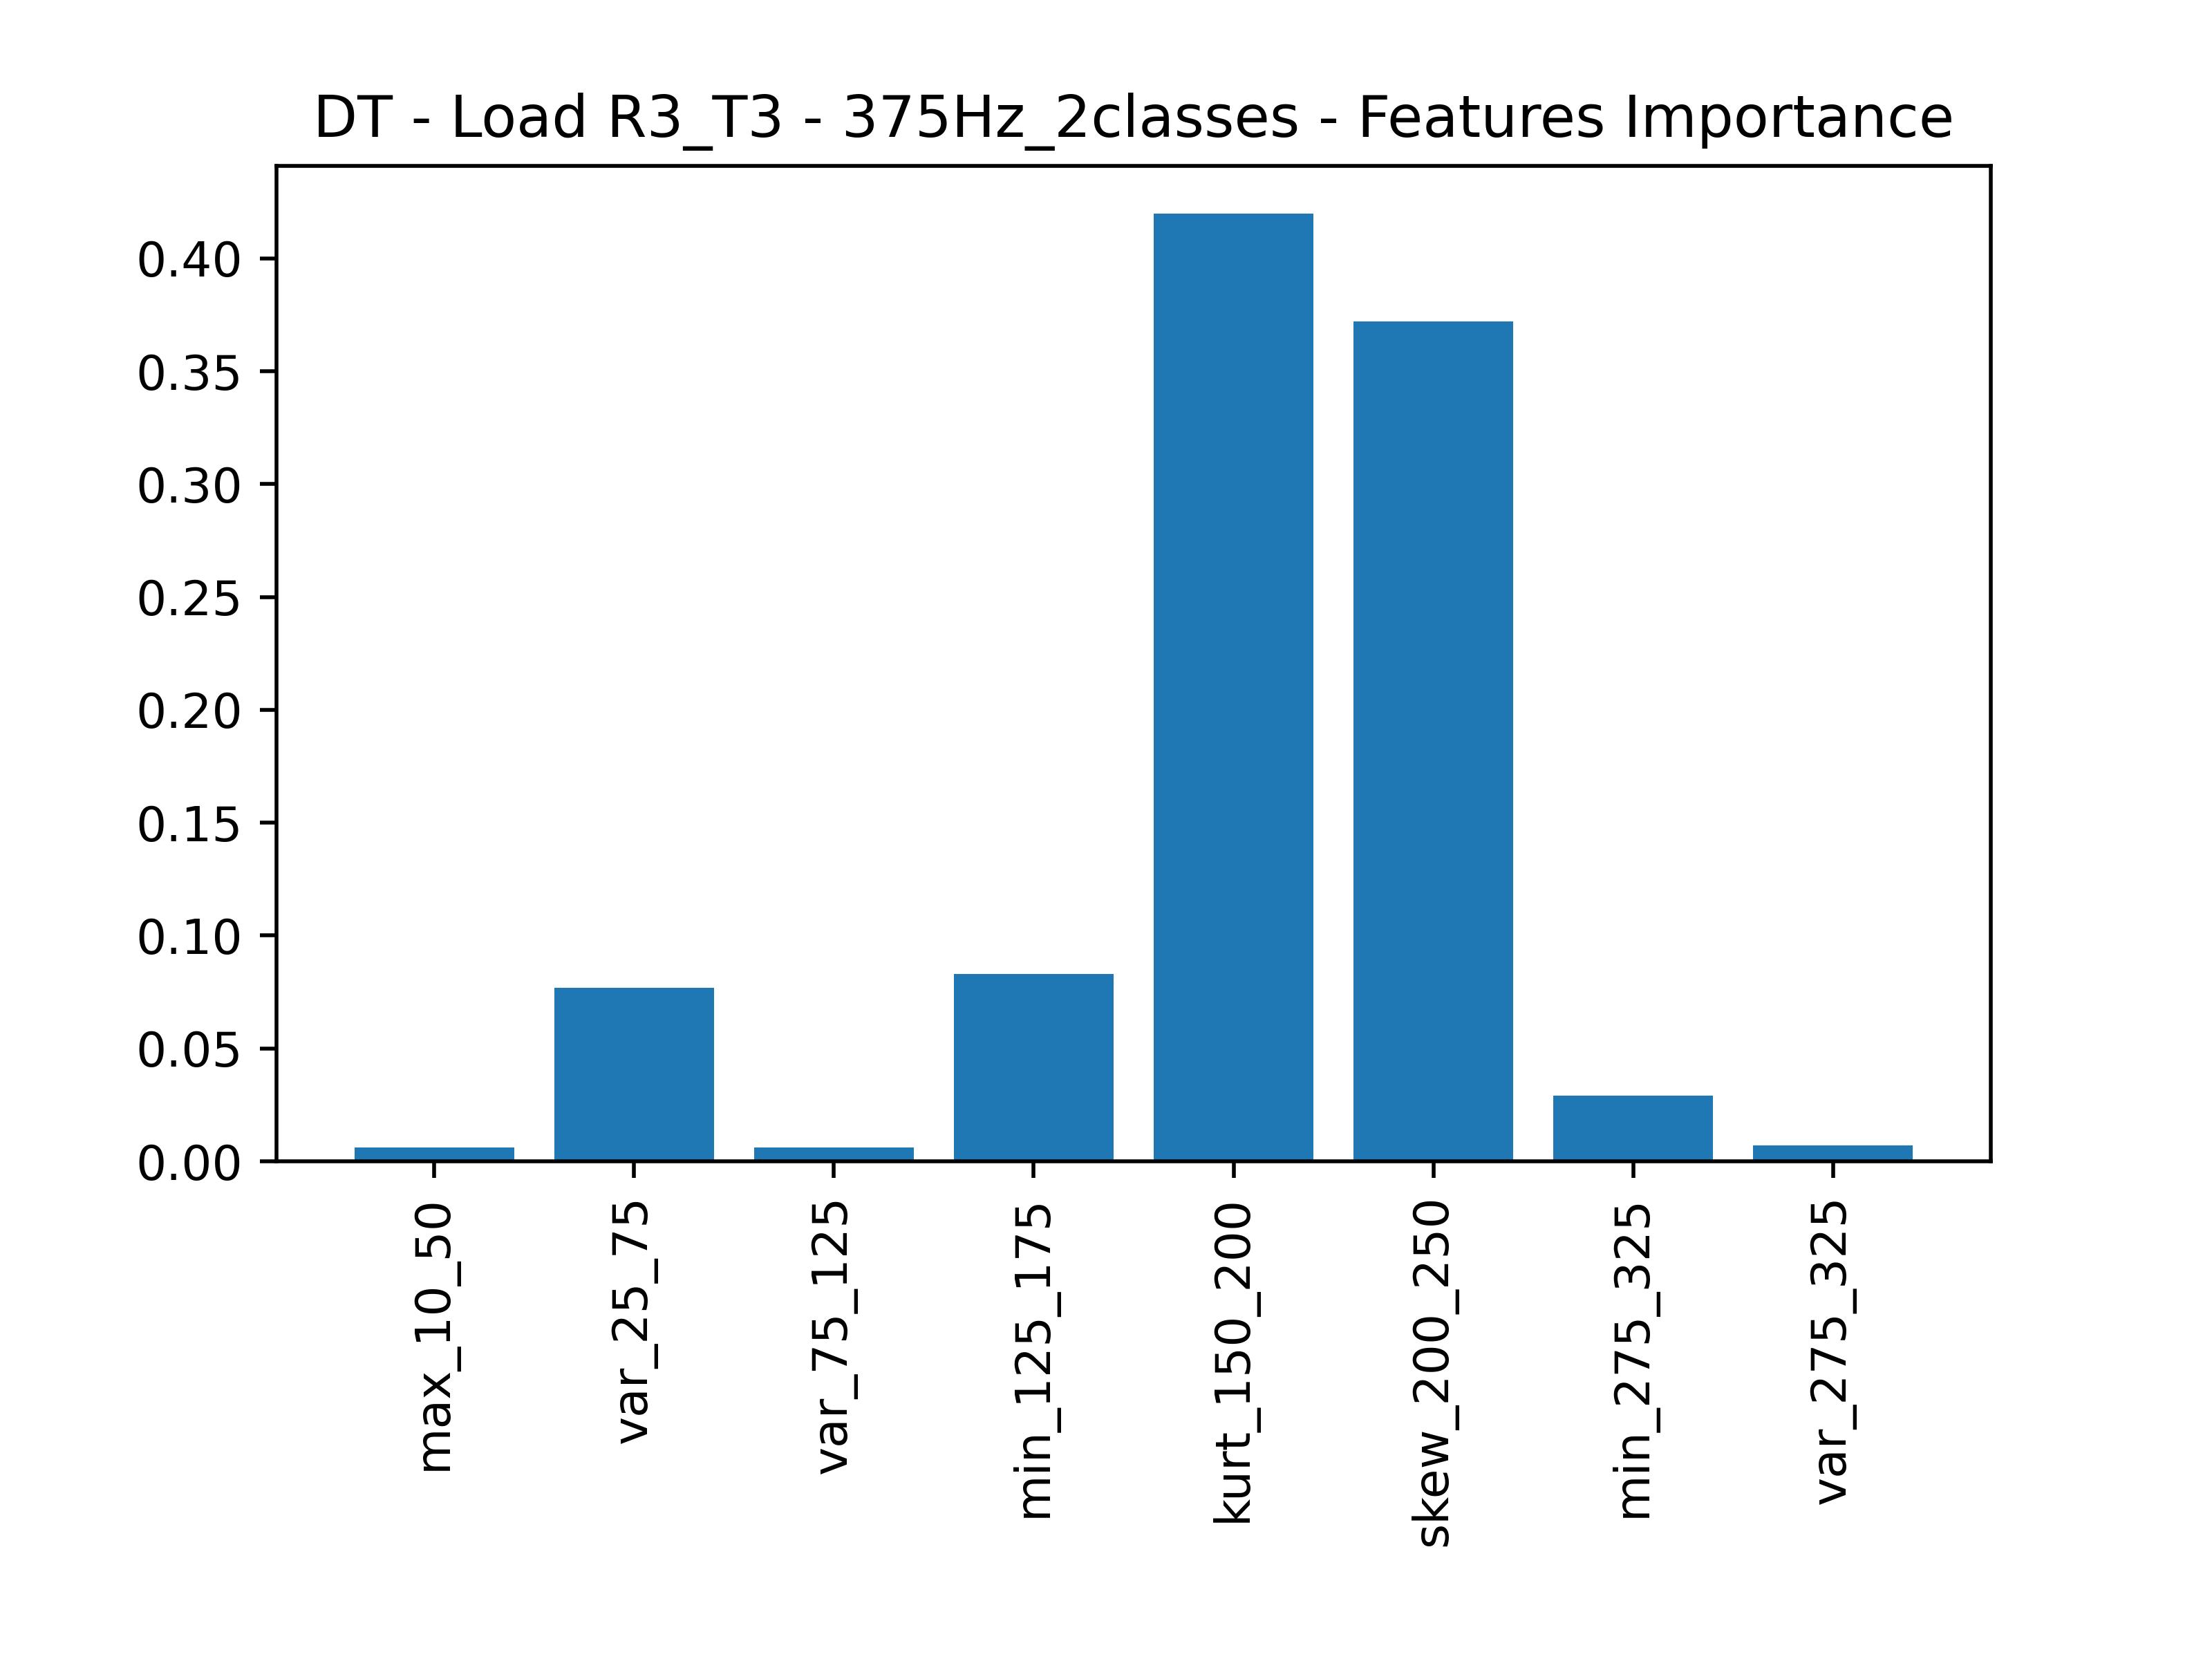 DT - Load R3_T3 - 375Hz_2classes - Features Importance
0.40
0.35
0.30
0.25
0.20
0.15
0.10
0.05
0.00
max_10_50
var_25_75
var_75_125
min_125_175
kurt_150_200
skew_200_250
min_275_325
var_275_325